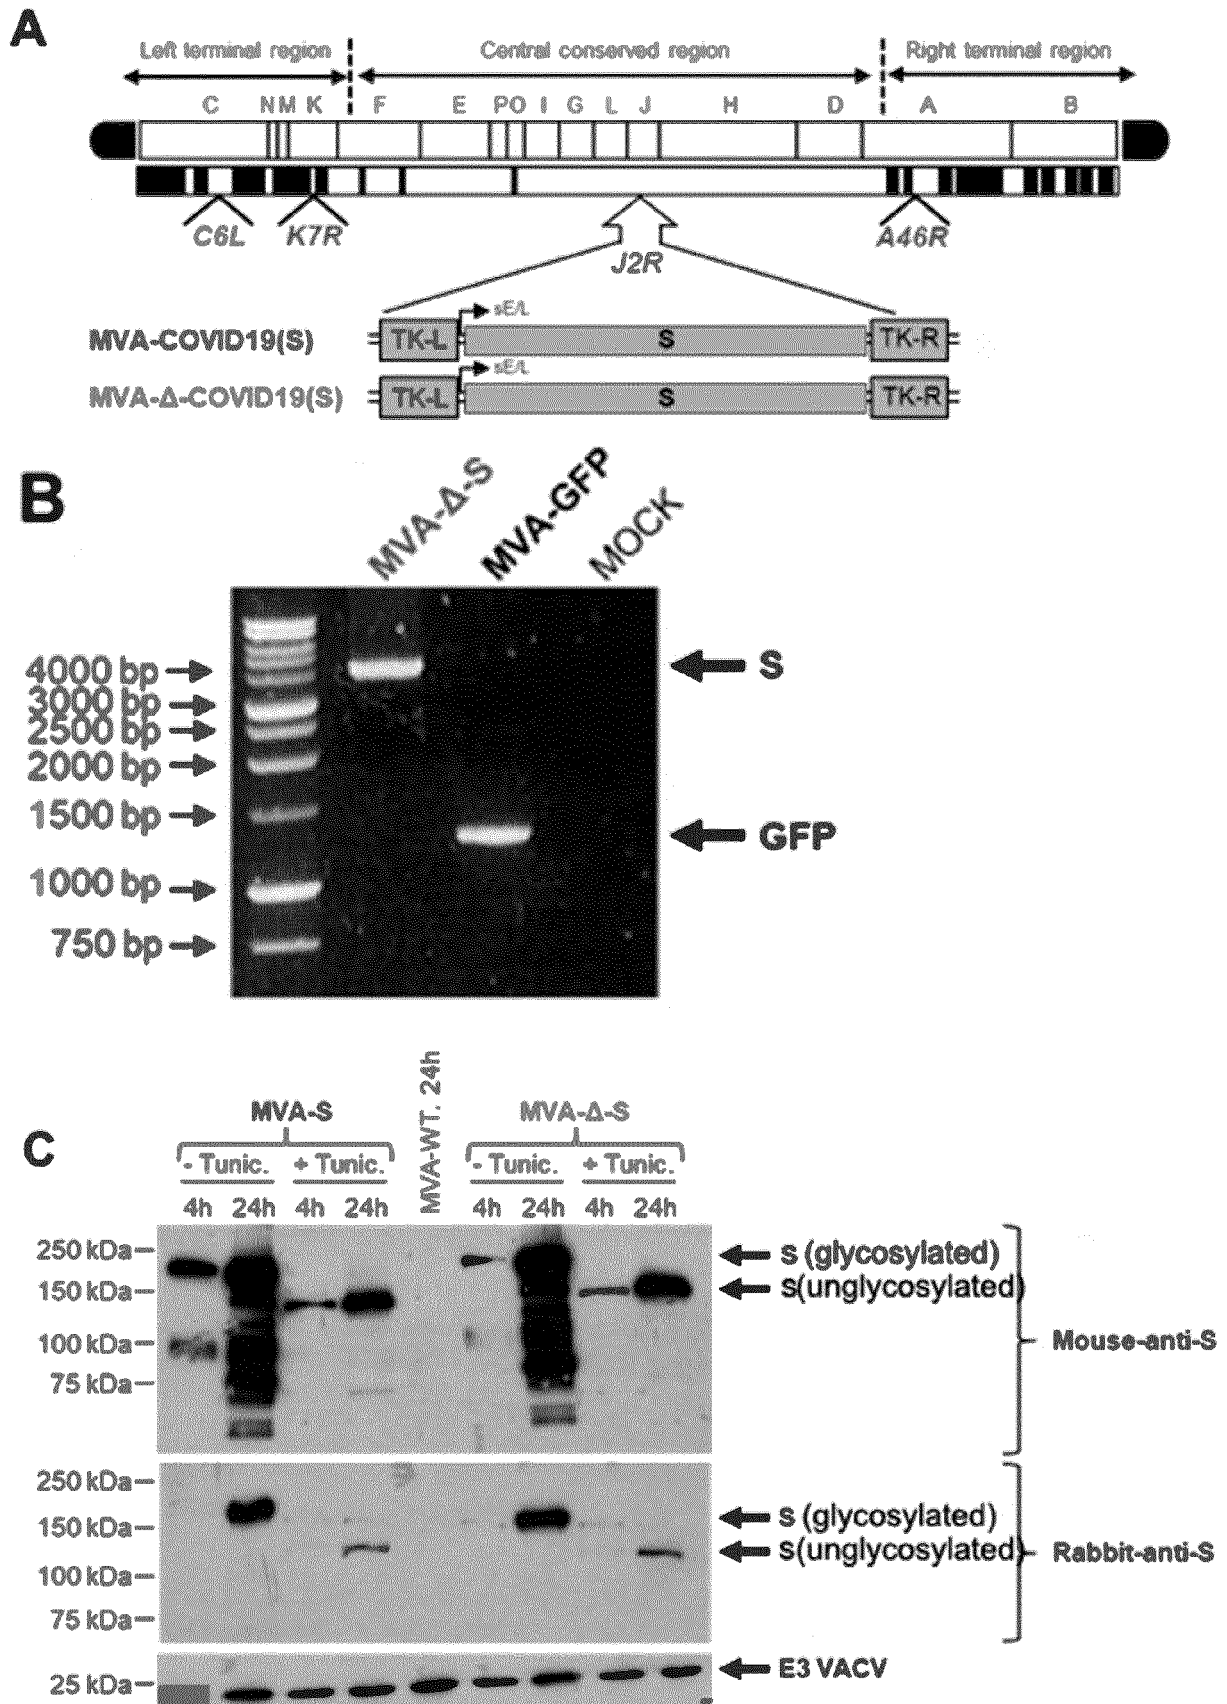 A
Left terminal region
Central conserved region
Right terminal region
C N M K F E P O I G L J H D A B
C6L
K7R
J2R
A46R
sE/L
MVA-COVID19(S)
TK-L
S
TK-R
sE/L
MVA-Δ-COVID19(S)
TK-L
S
TK-R
B
MVA-Δ-S
MVA-GFP
MOCK
4000 bp
3000 bp
2500 bp
2000 bp
1500 bp
1000 bp
750 bp
S
GFP
C
MVA-S
MVA-WT. 24h
MVA-Δ-S
- Tunic. + Tunic.
- Tunic. + Tunic.
4h 24h 4h 24h
4h 24h 4h 24h
250 kDa
150 kDa
100 kDa
75 kDa
s (glycosylated)
s(unglycosylated)
Mouse-anti-S
250 kDa
150 kDa
100 kDa
75 kDa
s (glycosylated)
s(unglycosylated)
Rabbit-anti-S
25 kDa
E3 VACV